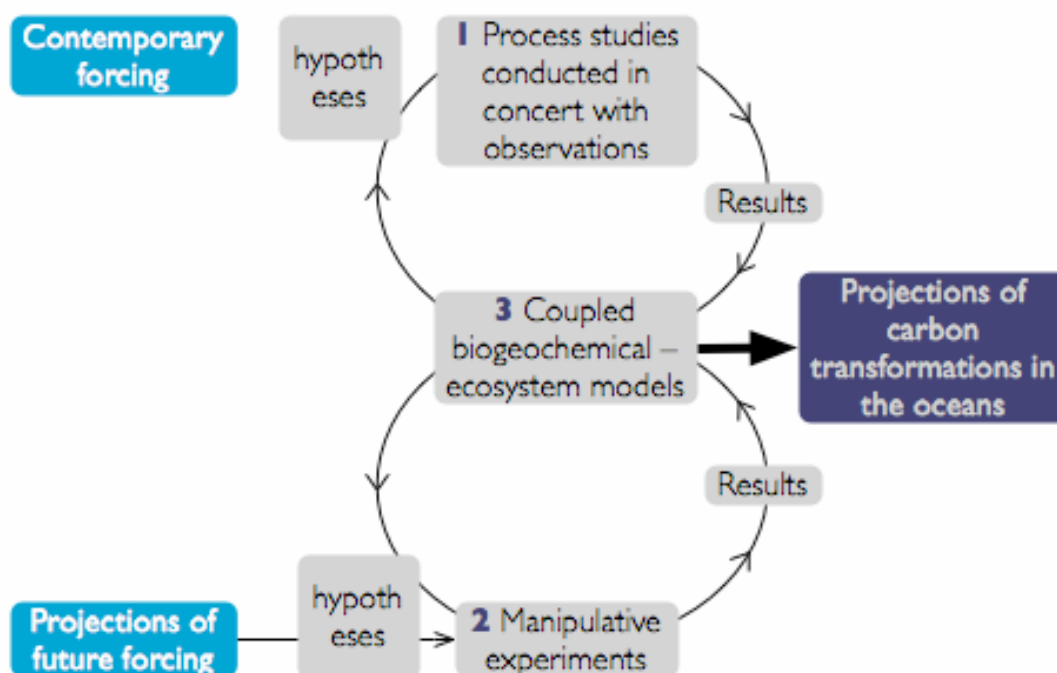 Contemporary
forcing
hypoth
eses
1 Process studies
conducted in
concert with
observations
Results
3 Coupled
biogeochemical –
ecosystem models
Projections of
carbon
transformations in
the oceans
Results
Projections of
future forcing
hypoth
eses
2 Manipulative
experiments